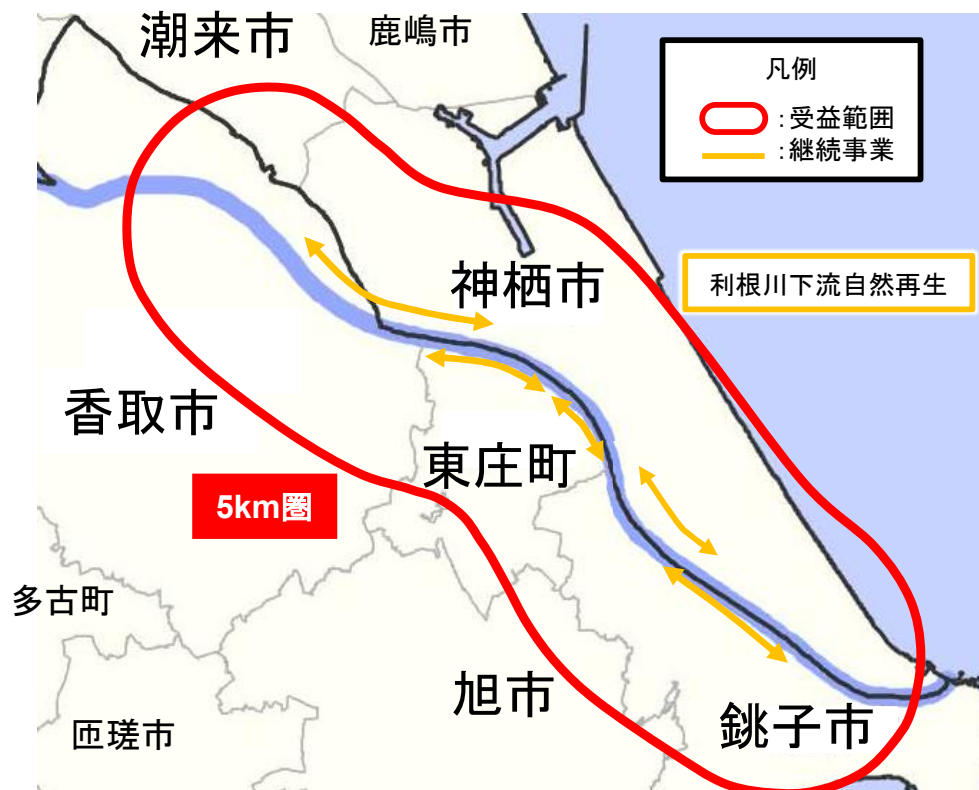 潮来市
鹿嶋市
凡例
:受益範囲
:継続事業
神栖市
利根川下流自然再生
香取市
東庄町
5km圏
多古町
旭市
匝瑳市
銚子市